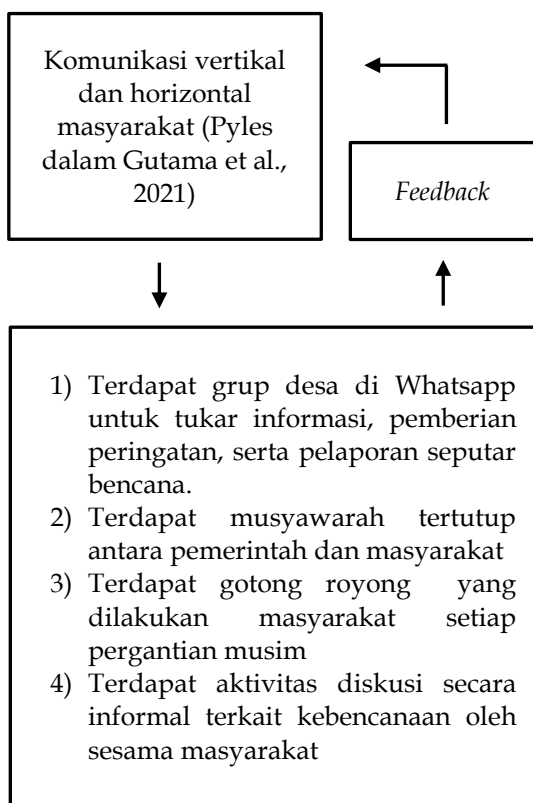 Komunikasi vertikal
dan horizontal
masyarakat (Pyles
dalam Gutama et al.,
2021)
Feedback
1) Terdapat grup desa di Whatsapp
untuk tukar informasi, pemberian
peringatan, serta pelaporan seputar
bencana.
2) Terdapat musyawarah tertutup
antara pemerintah dan masyarakat
3) Terdapat gotong royong yang
dilakukan masyarakat setiap
pergantian musim
4) Terdapat aktivitas diskusi secara
informal terkait kebencanaan oleh
sesama masyarakat